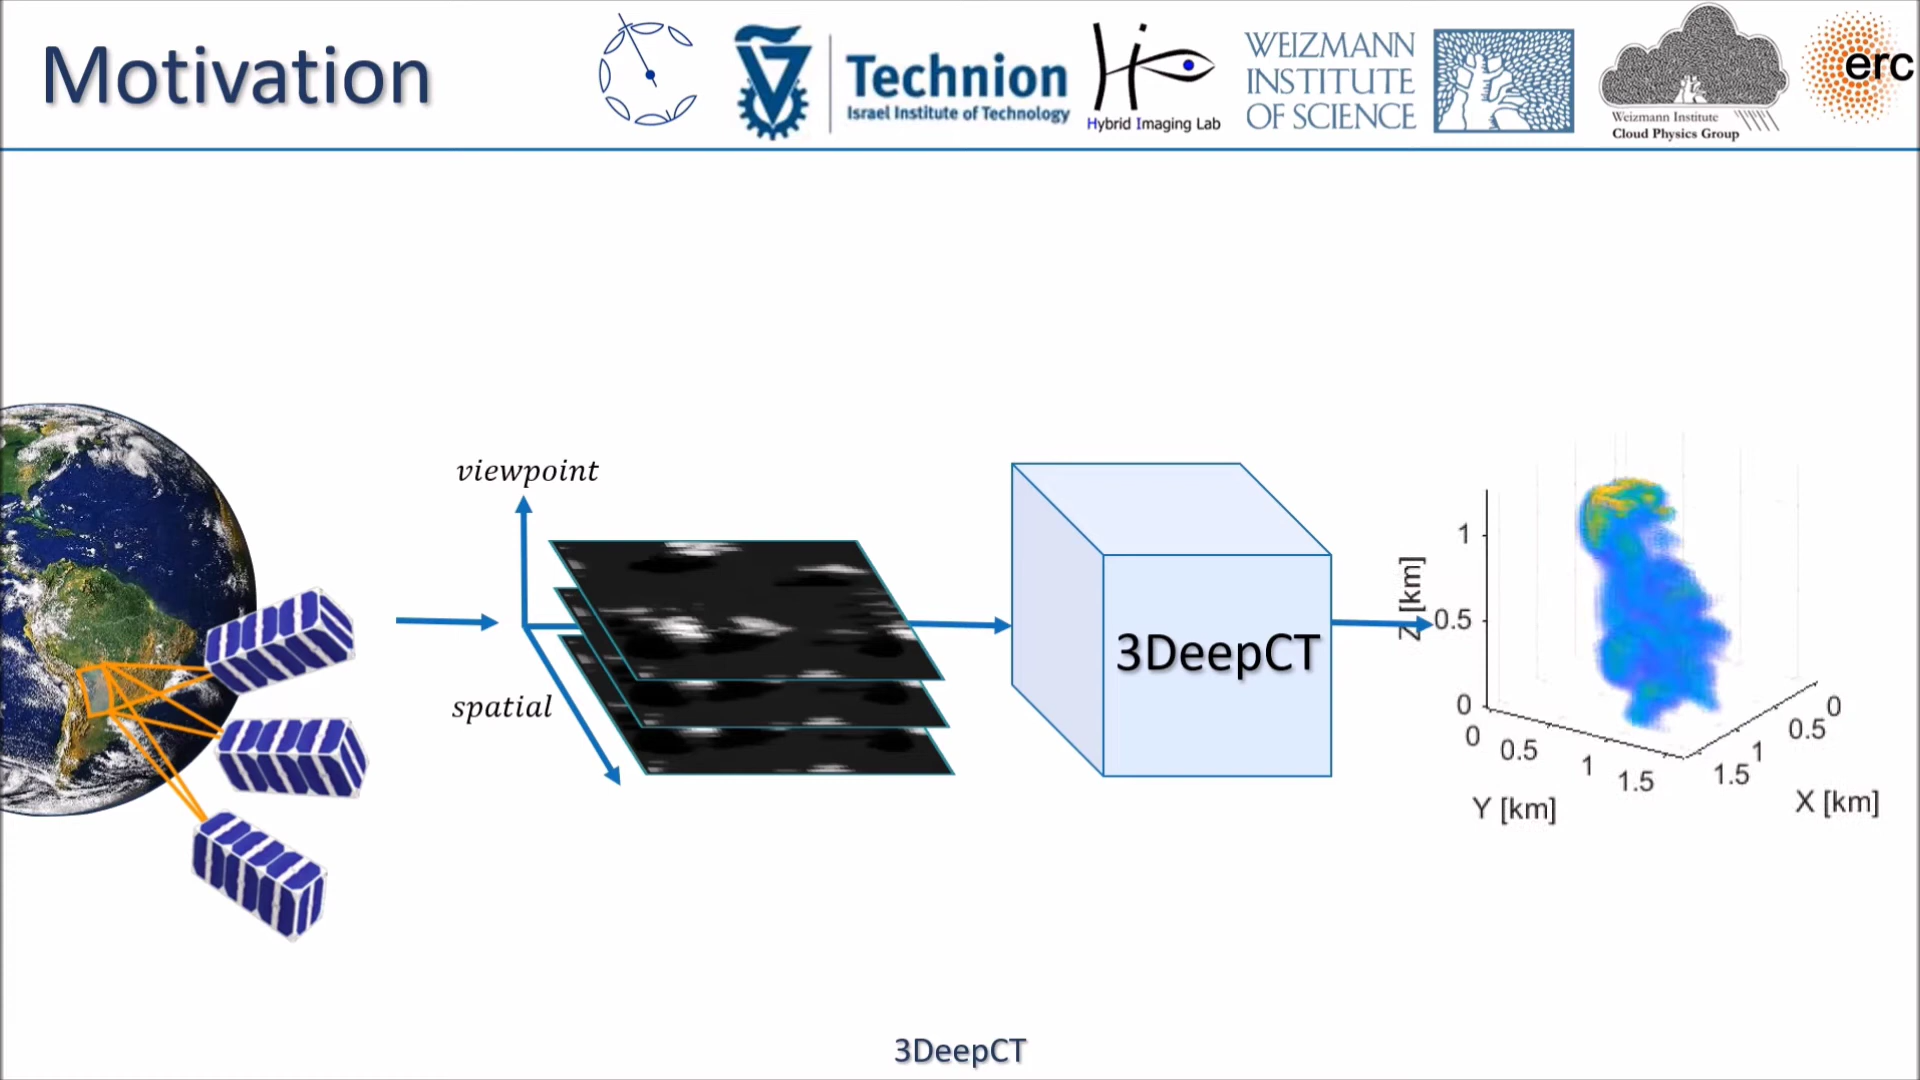 Motivation
Technion
Israel Institute of Technology
Hybrid Imaging Lab
WEIZMANN
INSTITUTE
OF SCIENCE
Weizmann Institute
Cloud Physics Group
erc
viewpoint
spatial
3DeepCT
Z [km]
1
0.5
0
0
0.5
1
1.5
Y [km]
0
0.5
1
1.5
X [km]
3DeepCT